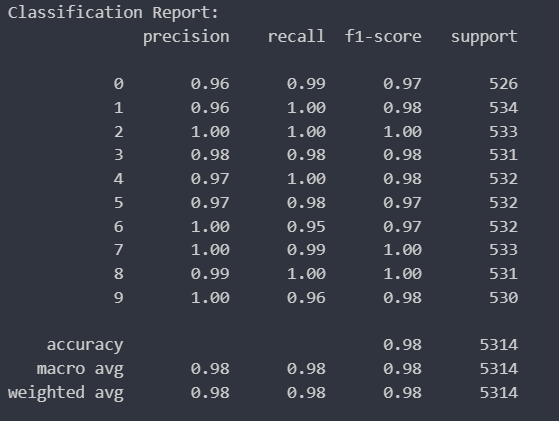 Classification Report:
precision recall f1-score support
0 0.96 0.99 0.97 526
1 0.96 1.00 0.98 534
2 1.00 1.00 1.00 533
3 0.98 0.98 0.98 531
4 0.97 1.00 0.98 532
5 0.97 0.98 0.97 532
6 1.00 0.95 0.97 532
7 1.00 0.99 1.00 533
8 0.99 1.00 1.00 531
9 1.00 0.96 0.98 530
accuracy 0.98 5314
macro avg 0.98 0.98 0.98 5314
weighted avg 0.98 0.98 0.98 5314